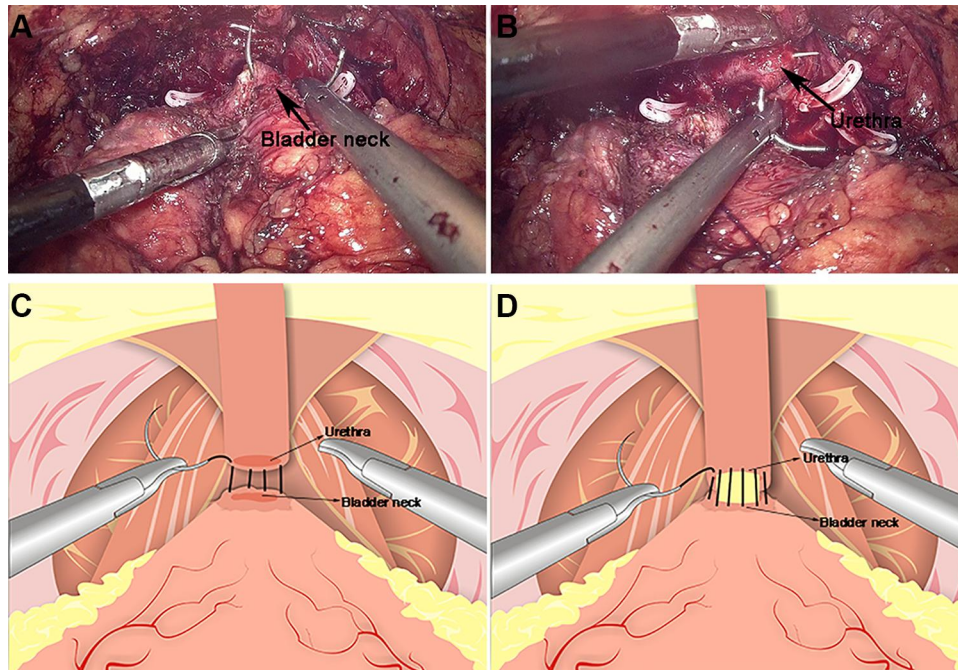 A
Bladder neck
B
Urethra
C
Urethra
Bladder neck
D
Urethra
Bladder neck